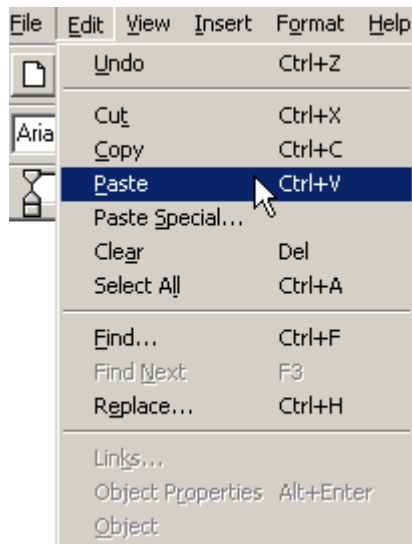 File Edit View Insert Format Help
Undo Ctrl+Z
Aria
Cut Ctrl+X
Copy Ctrl+C
Paste Ctrl+V
Paste Special...
Clear Del
Select All Ctrl+A
Find... Ctrl+F
Find Next F3
Replace... Ctrl+H
Links...
Object Properties Alt+Enter
Object